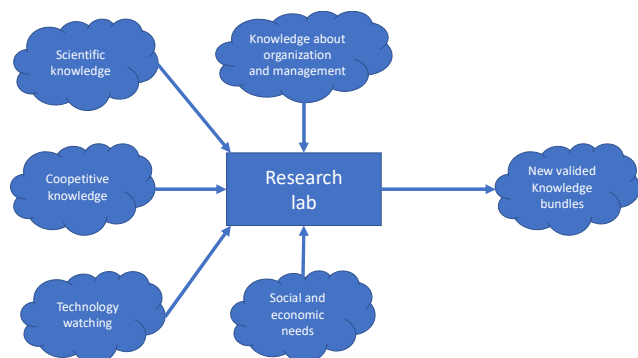 Scientific
knowledge
Knowledge about
organization
and management
Coopetitive
knowledge
Research
lab
New valided
Knowledge
bundles
Technology
watching
Social and
economic
needs